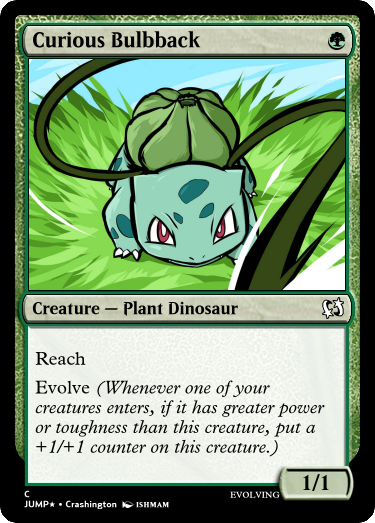 Curious Bulbback
Creature — Plant Dinosaur
Reach
Evolve (Whenever one of your
creatures enters, if it has greater power
or toughness than this creature, put a
+1/+1 counter on this creature.)
1/1
C
EVOLVING
JUMP★ • Crashington ISHMAM